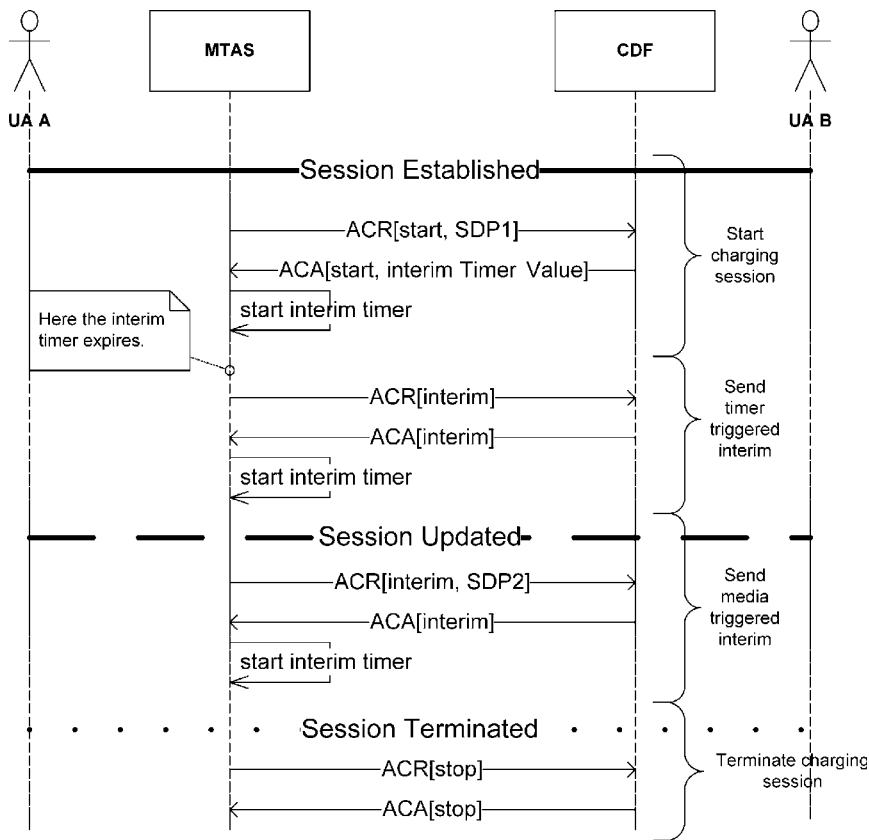 MTAS
CDF
UA A
UA B
Session Established
ACR[start, SDP1]
ACA[start, interim Timer Value]
start interim timer
Start
charging
session
Here the interim
timer expires.
ACR[interim]
ACA[interim]
start interim timer
Send
timer
triggered
interim
Session Updated
ACR[interim, SDP2]
ACA[interim]
start interim timer
Send
media
triggered
interim
Session Terminated
ACR[stop]
ACA[stop]
Terminate charging
session